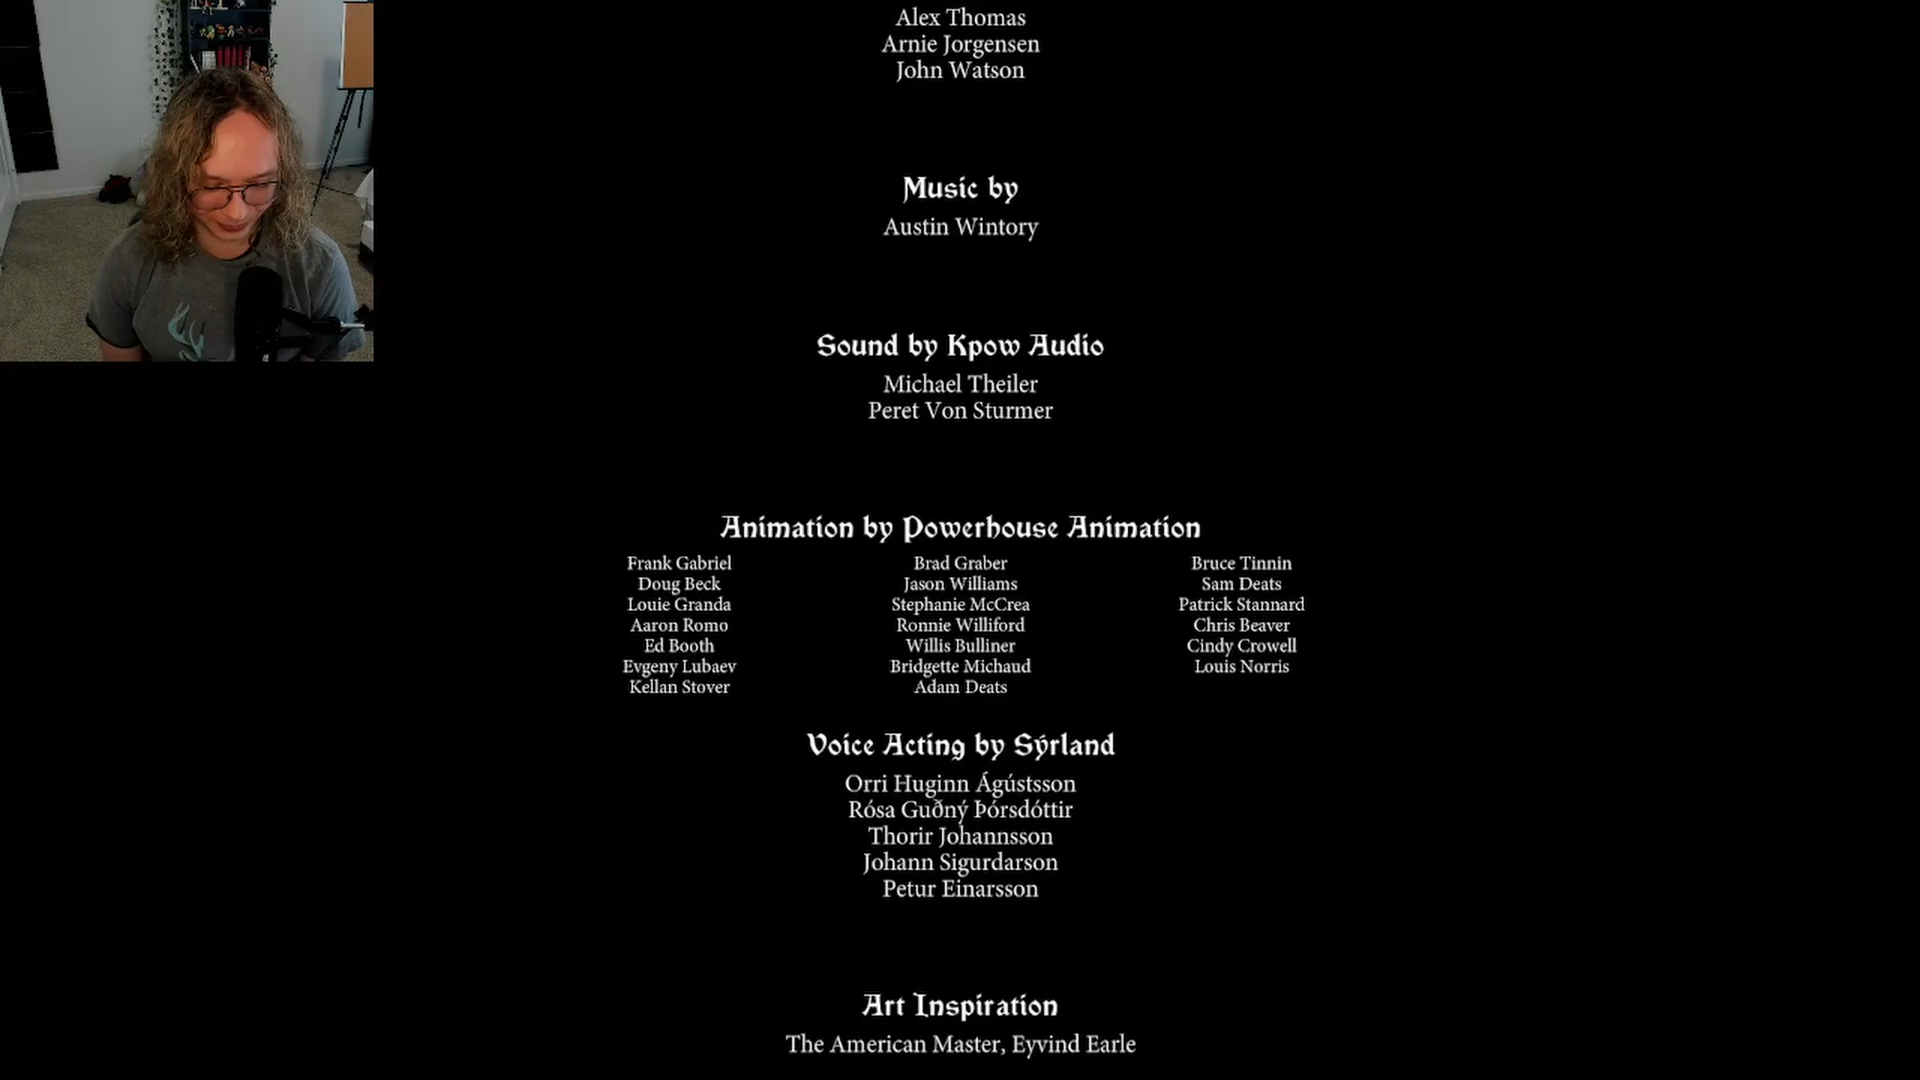 Alex Thomas
Arnie Jorgensen
John Watson
Music by
Austin Wintory
Sound by Kpow Audio
Michael Theiler
Peret Von Sturmer
Animation by Powerhouse Animation
Frank Gabriel
Doug Beck
Louie Granda
Aaron Romo
Ed Booth
Evgeny Lubaev
Kellan Stover
Brad Graber
Jason Williams
Stephanie McCrea
Ronnie Williford
Willis Bulliner
Bridgette Michaud
Adam Deats
Bruce Tinnin
Sam Deats
Patrick Stannard
Chris Beaver
Cindy Crowell
Louis Norris
Voice Acting by Sýrland
Orri Huginn Ágústsson
Rósa Guðný Þórsdóttir
Thorir Johannsson
Johann Sigurdarson
Petur Einarsson
Art Inspiration
The American Master, Eyvind Earle